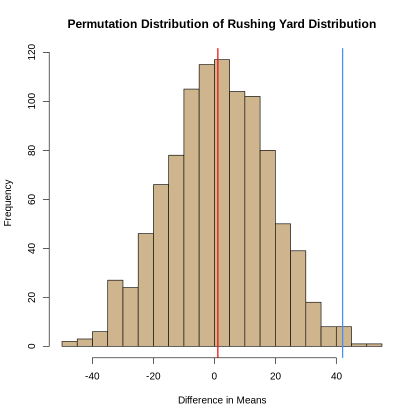 Permutation Distribution of Rushing Yard Distribution
Frequency
120
100
80
60
40
20
0
-40 -20 0 20 40
Difference in Means